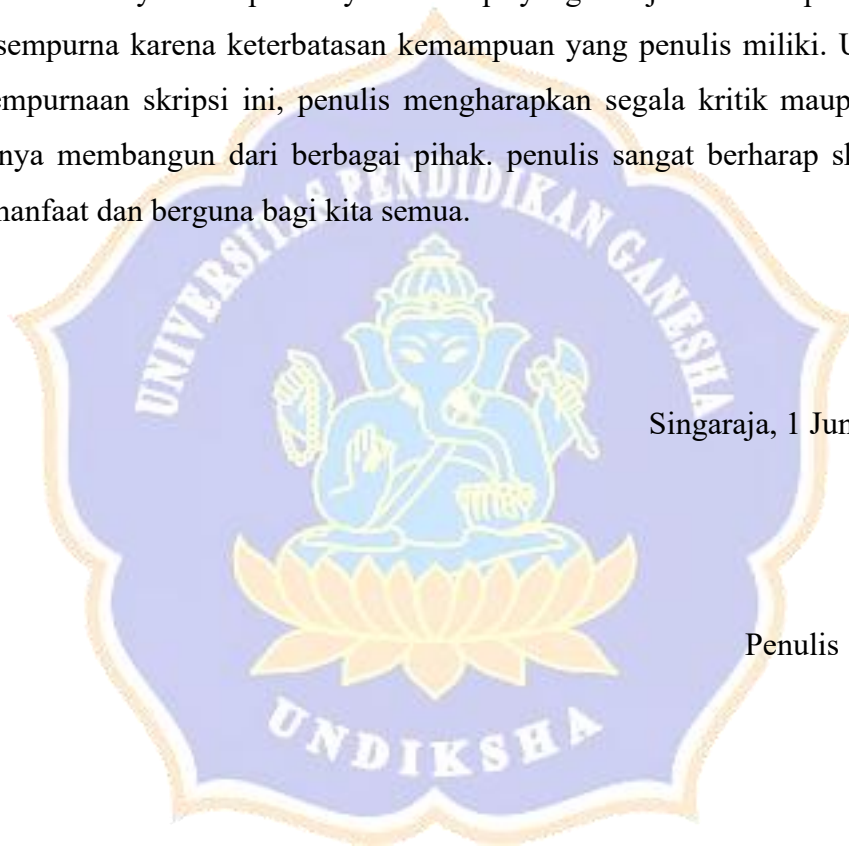 sempurna karena keterbatasan kemampuan yang penulis miliki.
empurnaan skripsi ini, penulis mengharapkan segala kritik maup
nya membangun dari berbagai pihak. penulis sangat berharap
manfaat dan berguna bagi kita semua.
UNIVERSITAS PENDIDIKAN GANESHA
Singaraja, 1 Jun
Penulis
UNDIKSHA